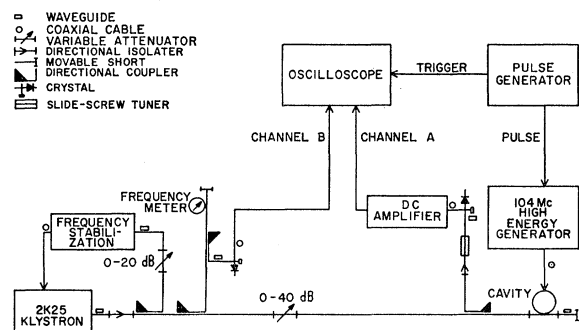 WAVEGUIDE
COAXIAL CABLE
VARIABLE ATTENUATOR
DIRECTIONAL ISOLATER
MOVABLE SHORT
DIRECTIONAL COUPLER
CRYSTAL
SLIDE-SCREW TUNER
OSCILLOSCOPE
TRIGGER
PULSE
GENERATOR
CHANNEL B
CHANNEL A
PULSE
FREQUENCY
METER
DC
AMPLIFIER
104 Mc
HIGH
ENERGY
GENERATOR
FREQUENCY
STABILI-
ZATION
0-20 dB
0-40 dB
CAVITY
2K25
KLYSTRON